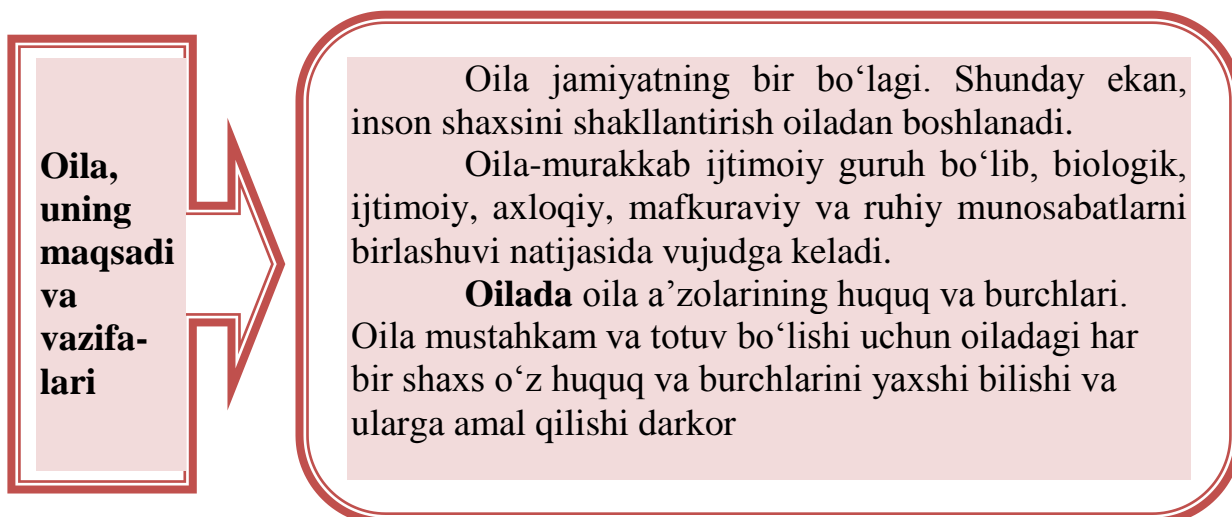 Oila,
uning
maqsadi
va
vazifa-
lari
Oila jamiyatning bir bo‘lagi. Shunday ekan,
inson shaxsini shakllantirish oiladan boshlanadi.
Oila-murakkab ijtimoiy guruh bo‘lib, biologik,
ijtimoiy, axloqiy, mafkuraviy va ruhiy munosabatlarni
birlashuvi natijasida vujudga keladi.
Oilada oila a’zolarining huquq va burchlari.
Oila mustahkam va totuv bo‘lishi uchun oiladagi har
bir shaxs o‘z huquq va burchlarini yaxshi bilishi va
ularga amal qilishi darkor